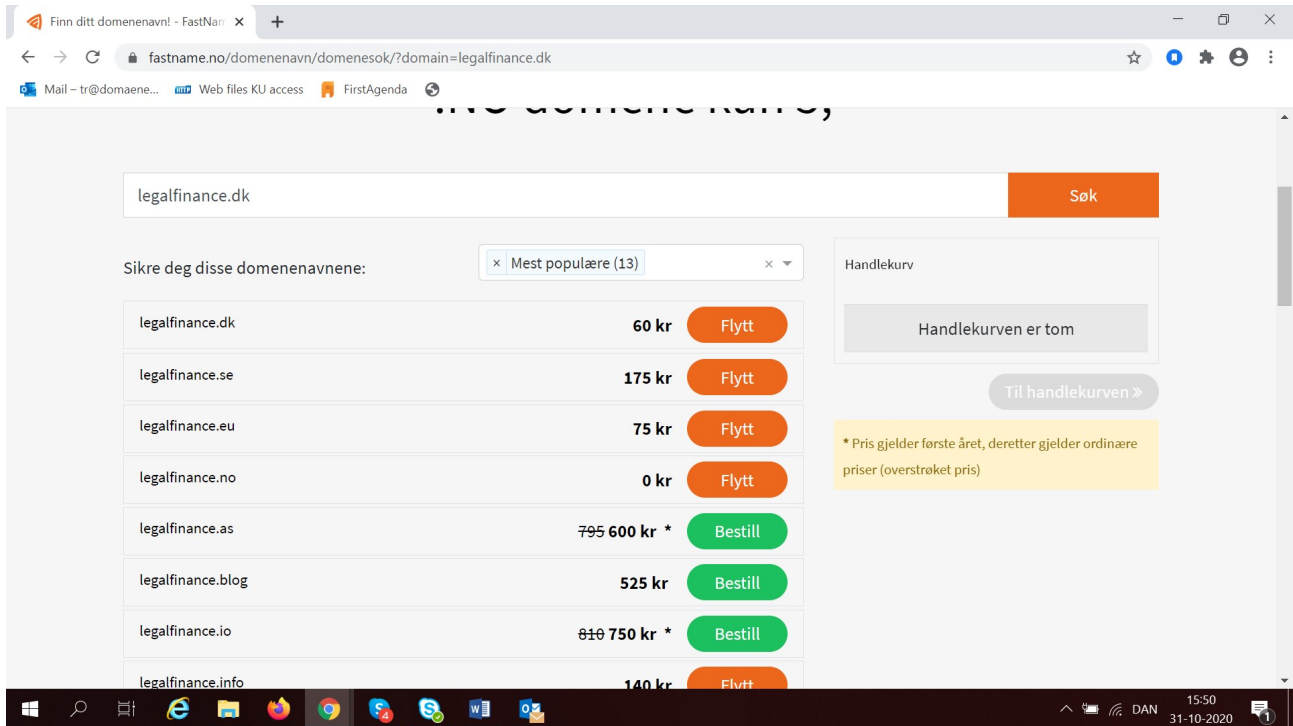 Finn ditt domenenavn! - FastNam
fastname.no/domenenavn/domenesok/?domain=legalfinance.dk
Mail – tr@domaene... Web files KU access FirstAgenda
.NO domene kun 5,
legalfinance.dk Søk
Sikre deg disse domenenavnene: × Mest populære (13) ×
Handlekurv
Handlekurven er tom
Til handlekurven »
* Pris gjelder første året, deretter gjelder ordinære
priser (overstrøket pris)
legalfinance.dk 60 kr Flytt
legalfinance.se 175 kr Flytt
legalfinance.eu 75 kr Flytt
legalfinance.no 0 kr Flytt
legalfinance.as 795 600 kr * Bestill
legalfinance.blog 525 kr Bestill
legalfinance.io 810 750 kr * Bestill
legalfinance.info 140 kr Flytt
DAN 15:50
31-10-2020